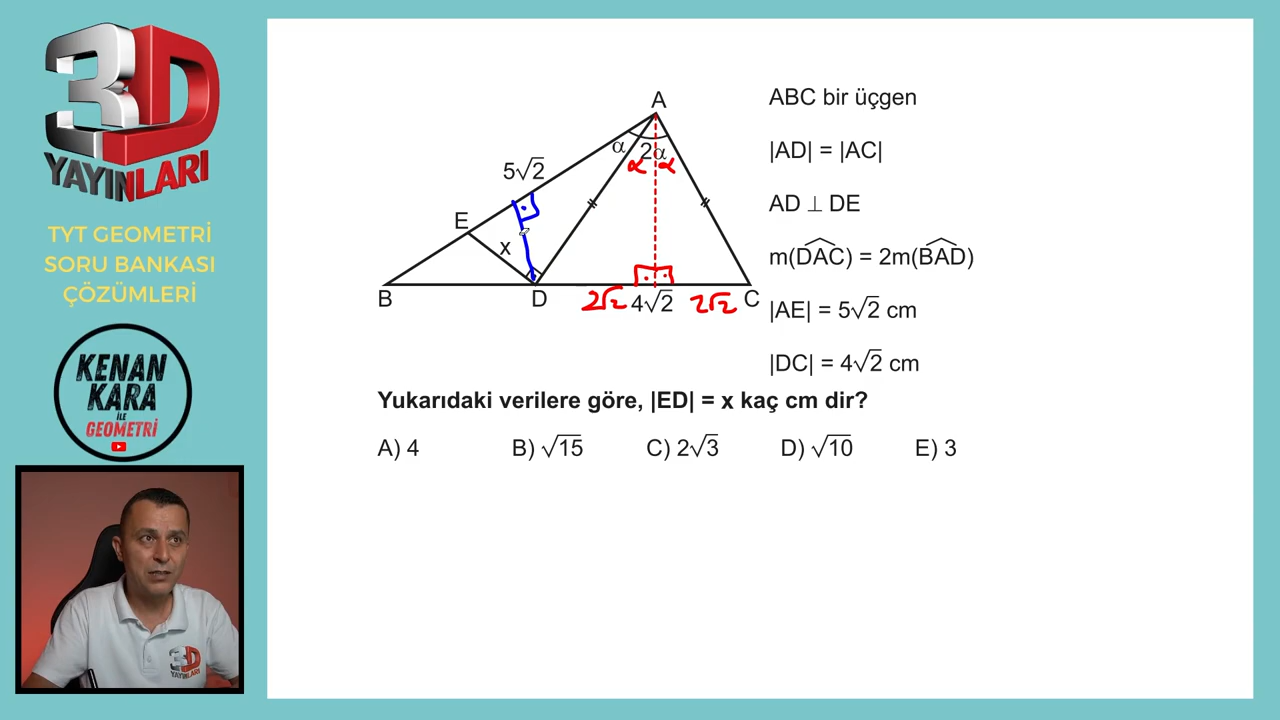 3D
YAYINLARI
TYT GEOMETRİ
SORU BANKASI
ÇÖZÜMLERİ
KENAN
KARA
İLE
GEOMETRİ
3D
YAYINLARI
A
α
2α
α
α
5√2
E
x
B
D
2√2
4√2
2√2
C
ABC bir üçgen
|AD| = |AC|
AD ⊥ DE
m(DAC) = 2m(BAD)
|AE| = 5√2 cm
|DC| = 4√2 cm
Yukarıdaki verilere göre, |ED| = x kaç cm dir?
A) 4 B) √15 C) 2√3 D) √10 E) 3